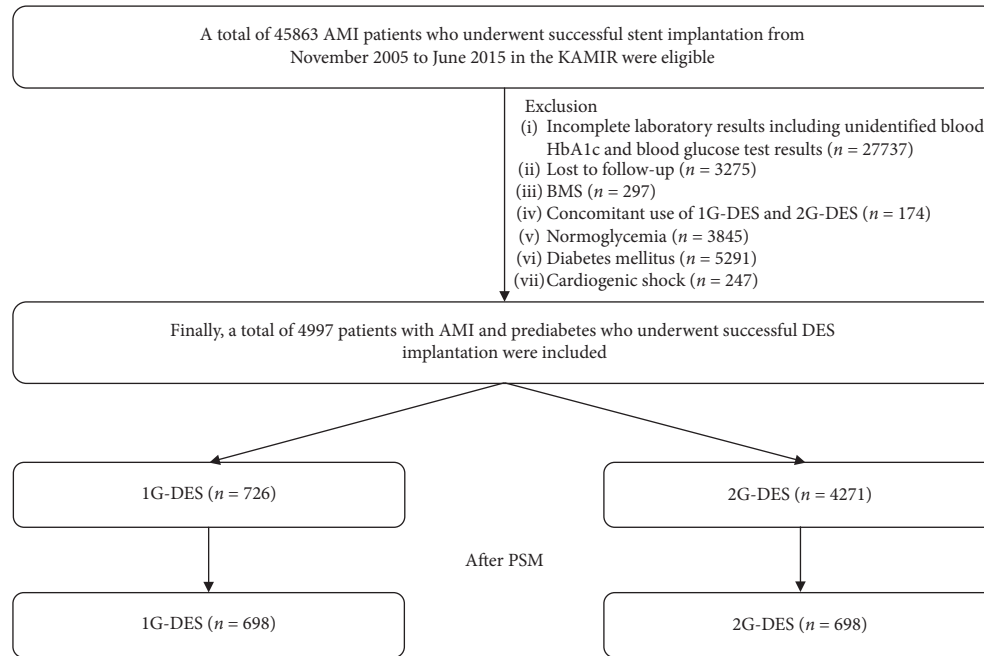 A total of 45863 AMI patients who underwent successful stent implantation from
November 2005 to June 2015 in the KAMIR were eligible
Exclusion
(i) Incomplete laboratory results including unidentified blood
HbA1c and blood glucose test results (n = 27737)
(ii) Lost to follow-up (n = 3275)
(iii) BMS (n = 297)
(iv) Concomitant use of 1G-DES and 2G-DES (n = 174)
(v) Normoglycemia (n = 3845)
(vi) Diabetes mellitus (n = 5291)
(vii) Cardiogenic shock (n = 247)
Finally, a total of 4997 patients with AMI and prediabetes who underwent successful DES
implantation were included
1G-DES (n = 726)
2G-DES (n = 4271)
After PSM
1G-DES (n = 698)
2G-DES (n = 698)